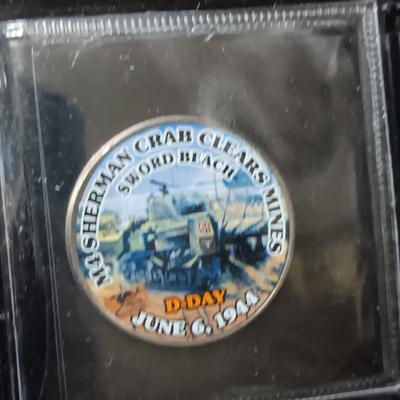 M4 SHERMAN CRAB CLEARS MINES
SWORD BEACH
D-DAY
JUNE 6, 1944